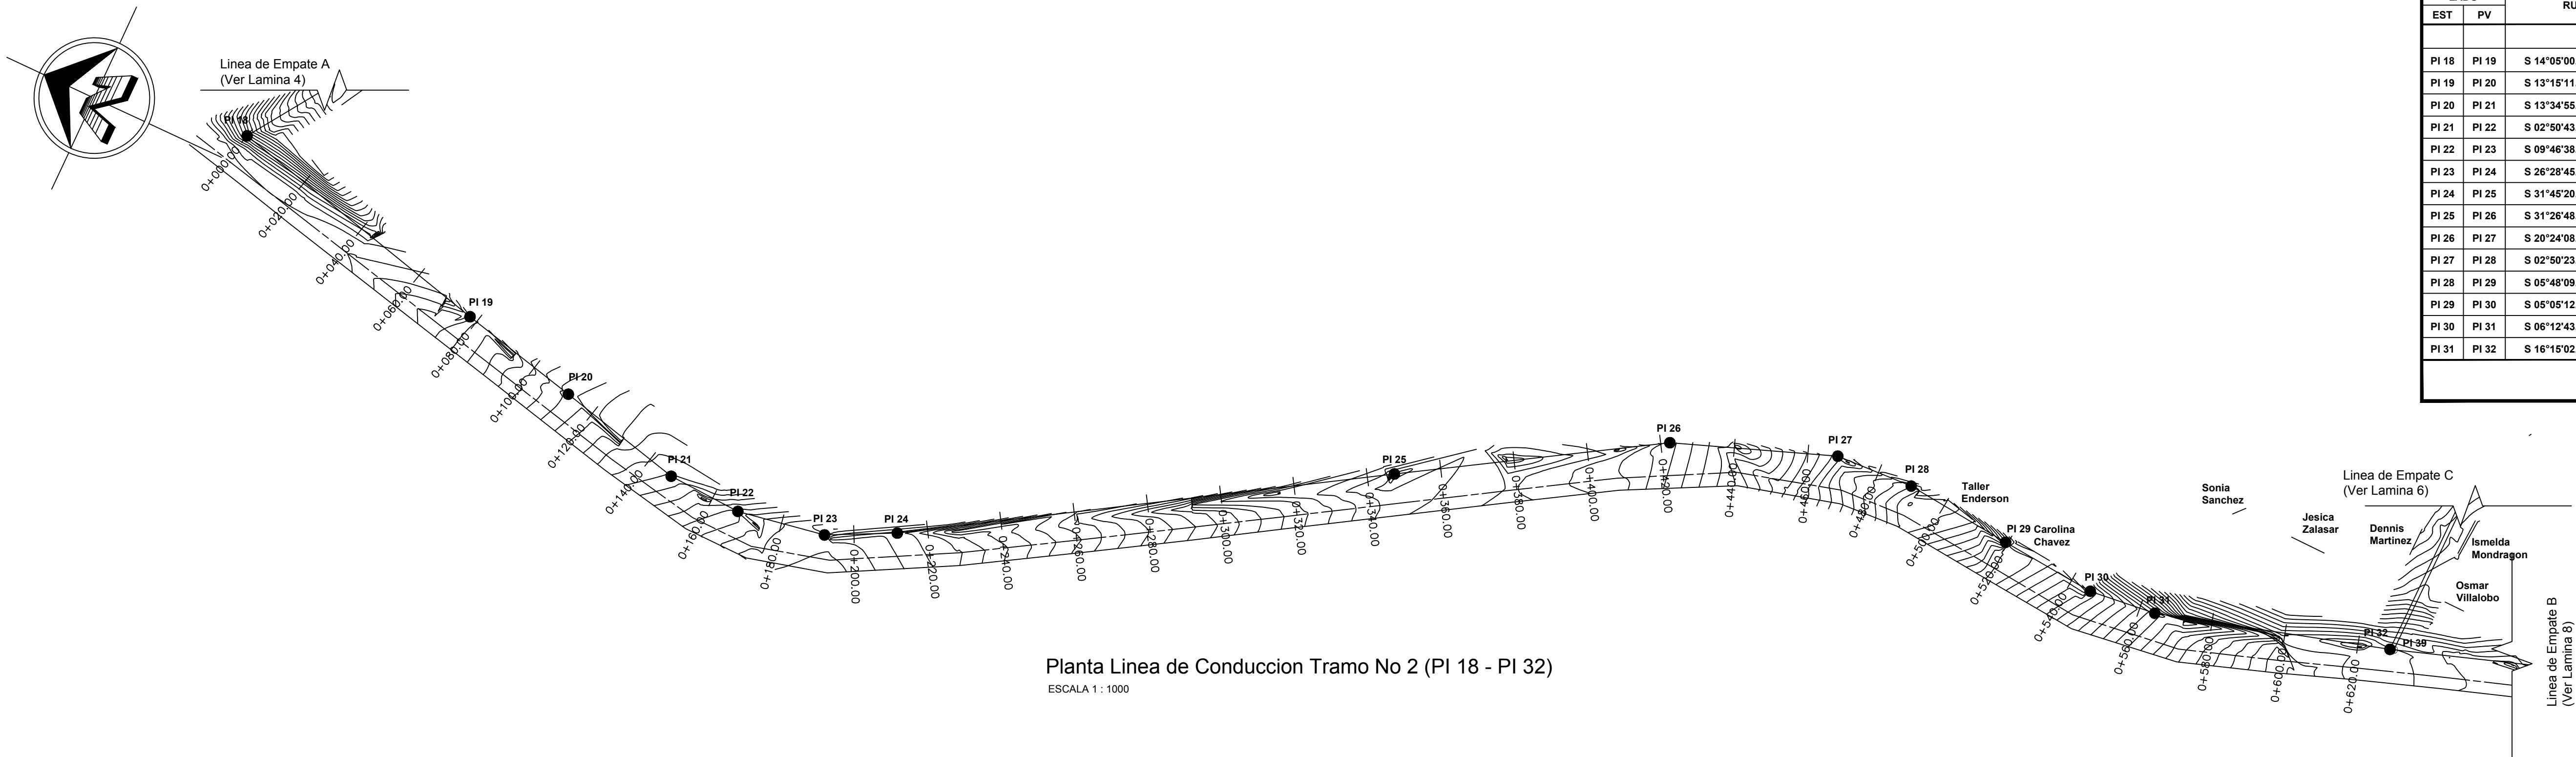 Linea de Empate A
(Ver Lamina 4)
PI 18
0+000.00
0+020.00
0+040.00
0+060.00
PI 19
0+080.00
0+100.00
PI 20
0+120.00
PI 21
0+140.00
PI 22
0+160.00
0+180.00
PI 23
0+200.00
PI 24
0+220.00
0+240.00
0+260.00
0+280.00
0+300.00
0+320.00
0+340.00
PI 25
0+360.00
0+380.00
0+400.00
PI 26
0+420.00
0+440.00
0+460.00
PI 27
0+480.00
PI 28
0+500.00
Taller
Enderson
0+520.00
PI 29
Carolina
Chavez
0+540.00
PI 30
0+560.00
PI 31
0+580.00
0+600.00
0+620.00
PI 32
PI 39
Sonia
Sanchez
Jesica
Zalasar
Dennis
Martinez
Ismelda
Mondragon
Osmar
Villalobo
Linea de Empate C
(Ver Lamina 6)
Linea de Empate B
(Ver Lamina 8)
Planta Linea de Conduccion Tramo No 2 (PI 18 - PI 32)
ESCALA 1 : 1000
EST PV RU
PI 18 PI 19 S 14°05'00
PI 19 PI 20 S 13°15'11
PI 20 PI 21 S 13°34'55
PI 21 PI 22 S 02°50'43
PI 22 PI 23 S 09°46'38
PI 23 PI 24 S 26°28'45
PI 24 PI 25 S 31°45'20
PI 25 PI 26 S 31°26'48
PI 26 PI 27 S 20°24'08
PI 27 PI 28 S 02°50'23
PI 28 PI 29 S 05°48'09
PI 29 PI 30 S 05°05'12
PI 30 PI 31 S 06°12'43
PI 31 PI 32 S 16°15'02